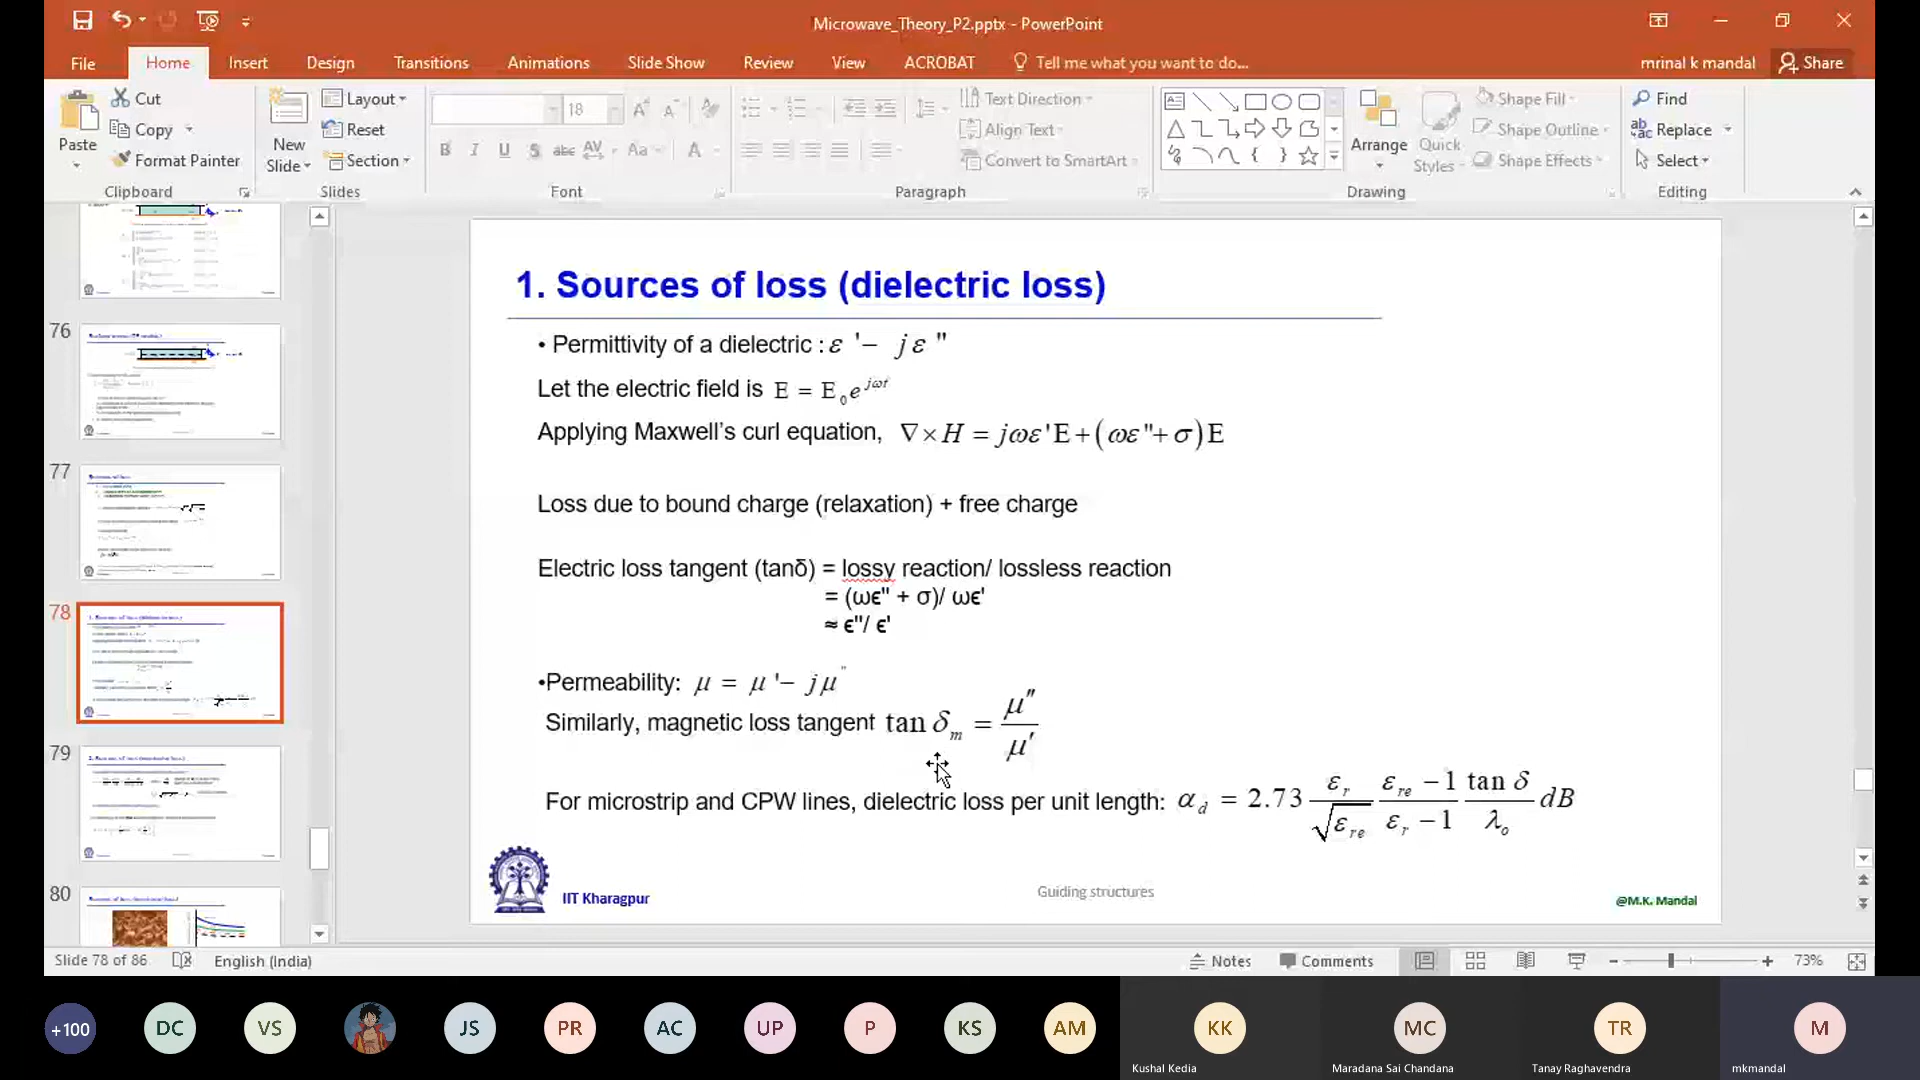 Microwave_Theory_P2.pptx - PowerPoint
mrinal k mandal
Share
File
Home
Insert
Design
Transitions
Animations
Slide Show
Review
View
ACROBAT
Tell me what you want to do...
Paste
Cut
Copy
Format Painter
Clipboard
New Slide
Layout
Reset
Section
Slides
18
B I U S abc AV Aa A
Font
Text Direction
Align Text
Convert to SmartArt
Paragraph
Arrange
Quick Styles
Shape Fill
Shape Outline
Shape Effects
Drawing
Find
Replace
Select
Editing
76
77
78
79
80
1. Sources of loss (dielectric loss)
• Permittivity of a dielectric : ε '− jε "
Let the electric field is E = E₀e^{jωt}
Applying Maxwell's curl equation, ∇×H = jωε'E+(ωε"+σ)E
Loss due to bound charge (relaxation) + free charge
Electric loss tangent (tanδ) = lossy reaction/ lossless reaction
= (ωϵ" + σ)/ ωϵ'
≈ ϵ"/ ϵ'
•Permeability: μ = μ '− jμ"
Similarly, magnetic loss tangent tan δ_m = μ″/μ′
For microstrip and CPW lines, dielectric loss per unit length: α_d = 2.73 ε_r/√ε_re (ε_re −1)/(ε_r −1) tan δ/λ_o dB
IIT Kharagpur
Guiding structures
@M.K. Mandal
Slide 78 of 86
English (India)
Notes
Comments
73%
+100
DC
VS
JS
PR
AC
UP
P
KS
AM
KK
MC
TR
M
Kushal Kedia
Maradana Sai Chandana
Tanay Raghavendra
mkmandal